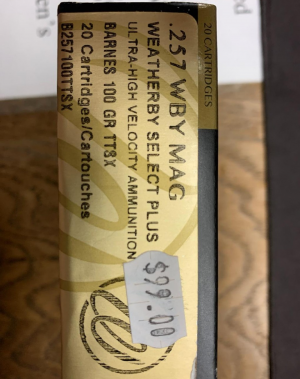 20 CARTRIDGES
.257 WBY MAG
WEATHERBY SELECT PLUS
ULTRA-HIGH VELOCITY AMMUNITION
BARNES 100 GR TTSX
20 Cartridges/Cartouches
B257100TTSX
$99.00
en's